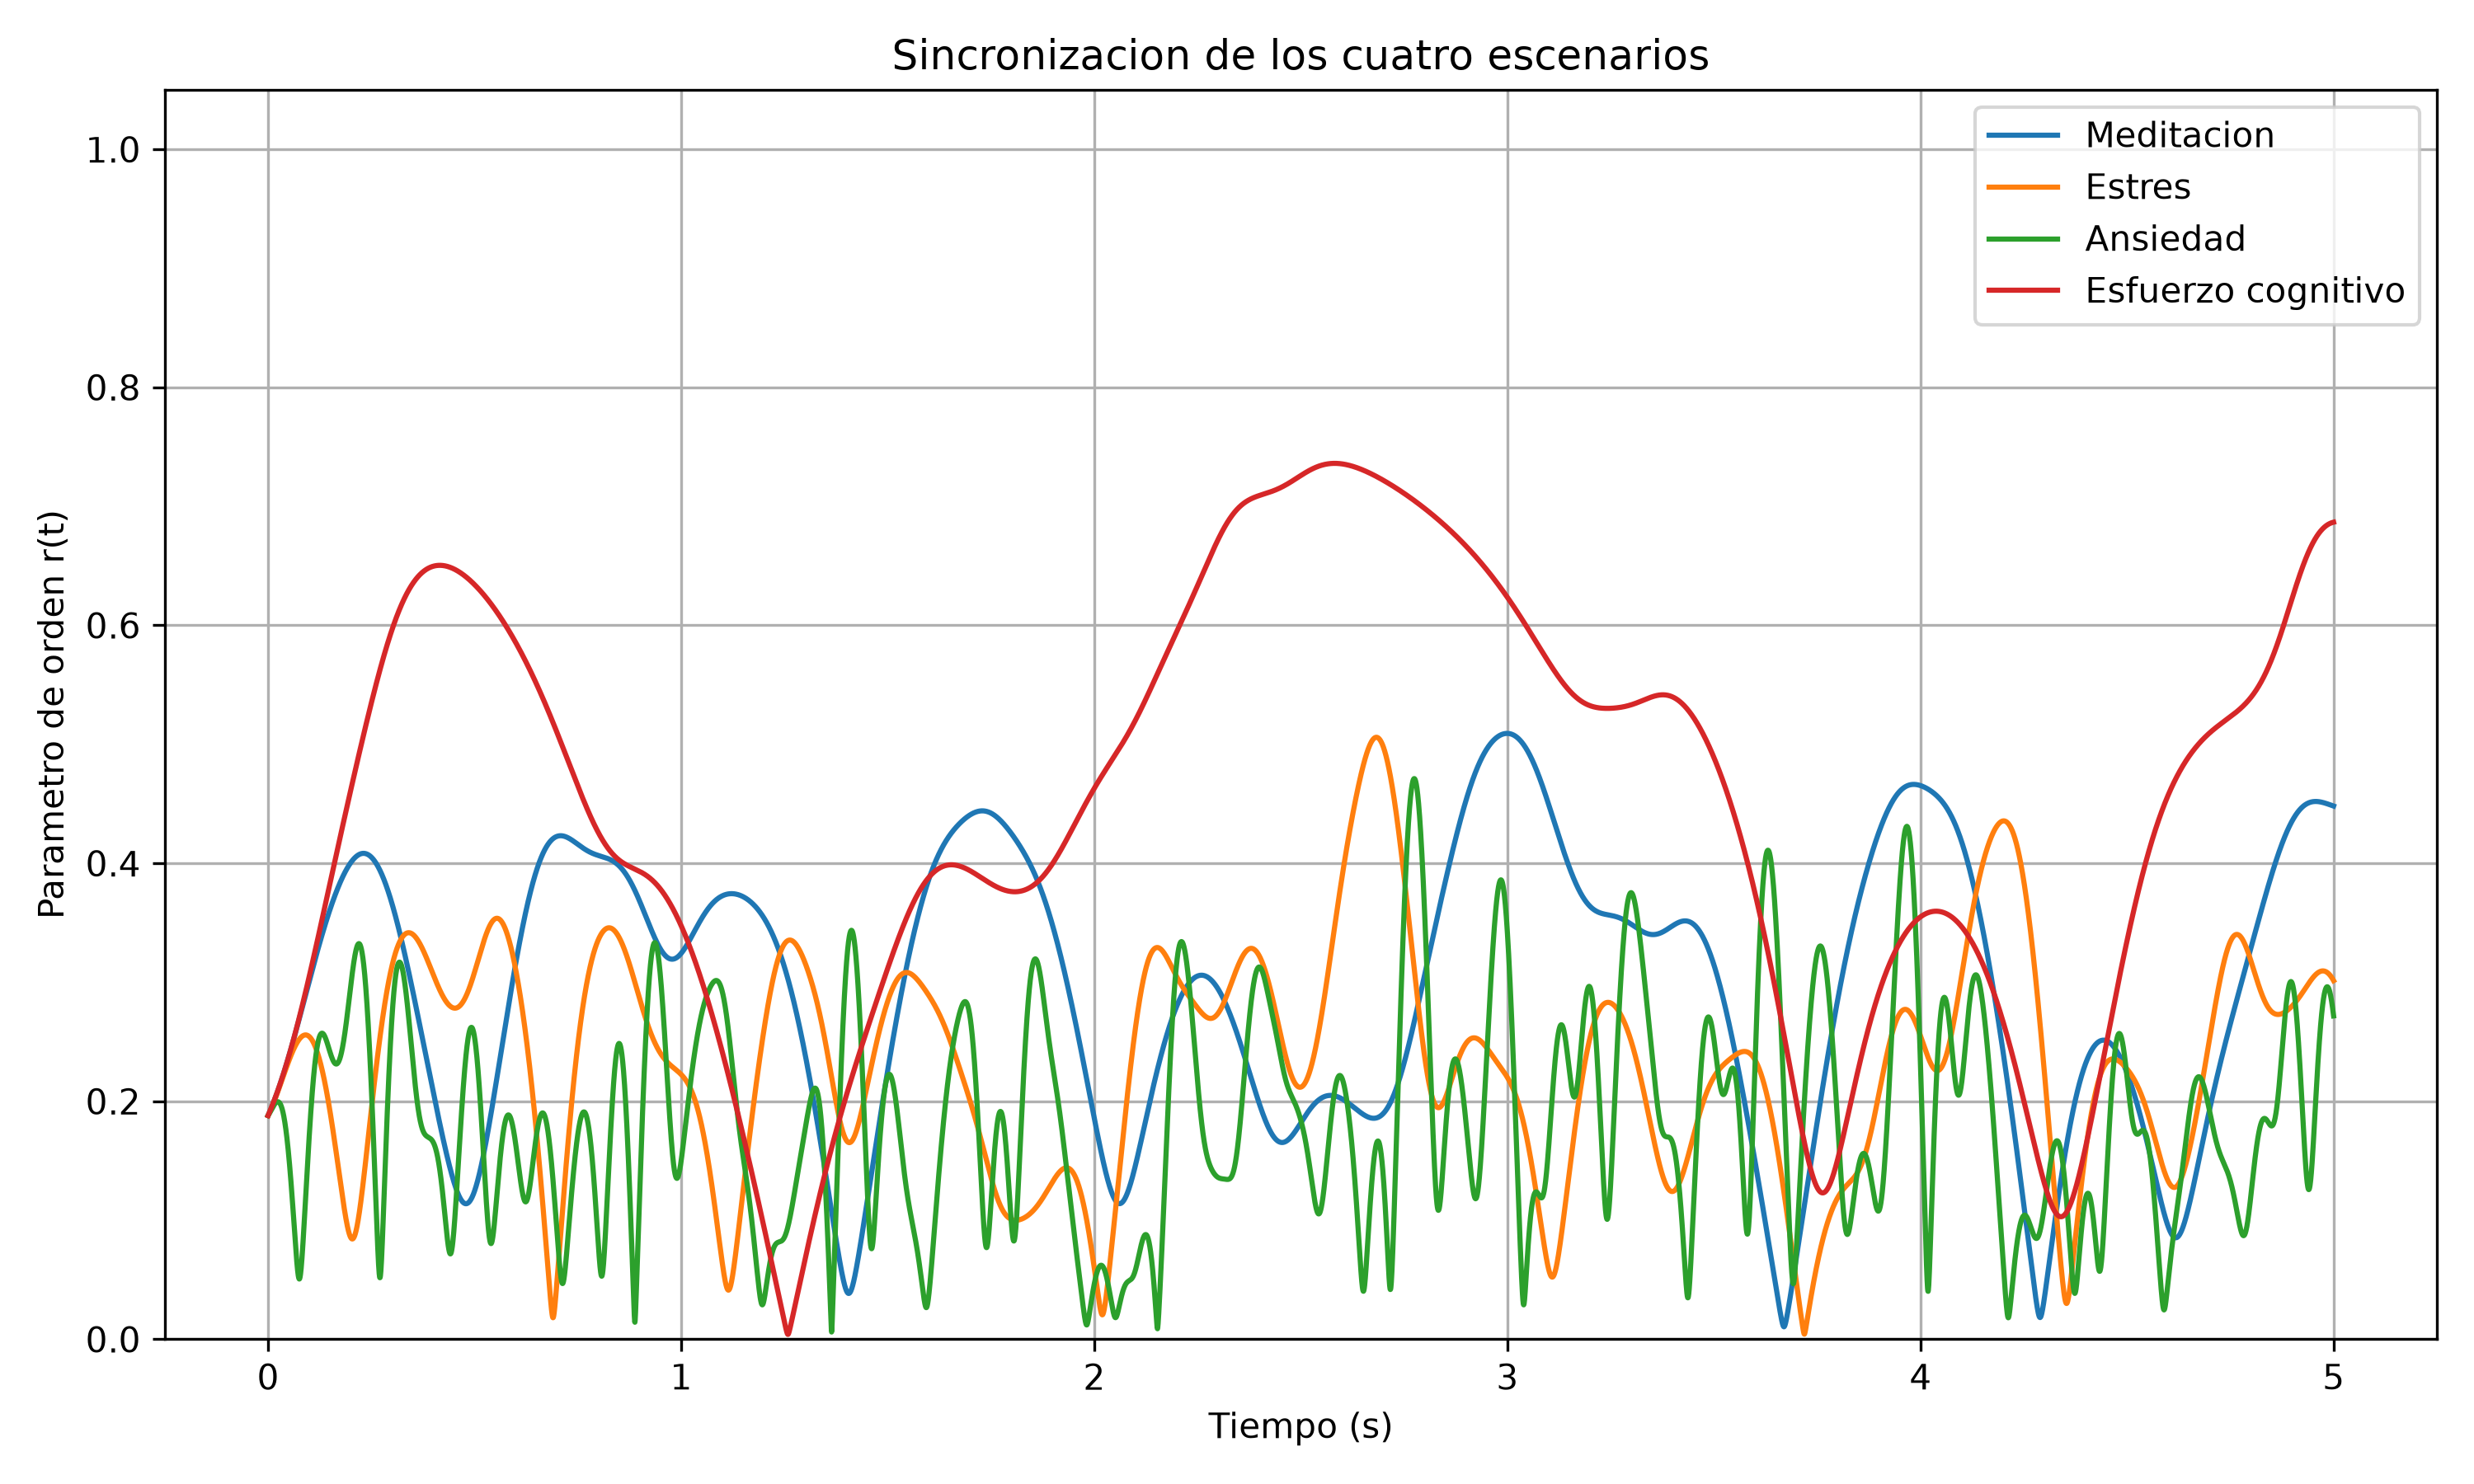 Sincronizacion de los cuatro escenarios
Parametro de orden r(t)
1.0
0.8
0.6
0.4
0.2
0.0
Meditacion
Estres
Ansiedad
Esfuerzo cognitivo
0 1 2 3 4 5
Tiempo (s)